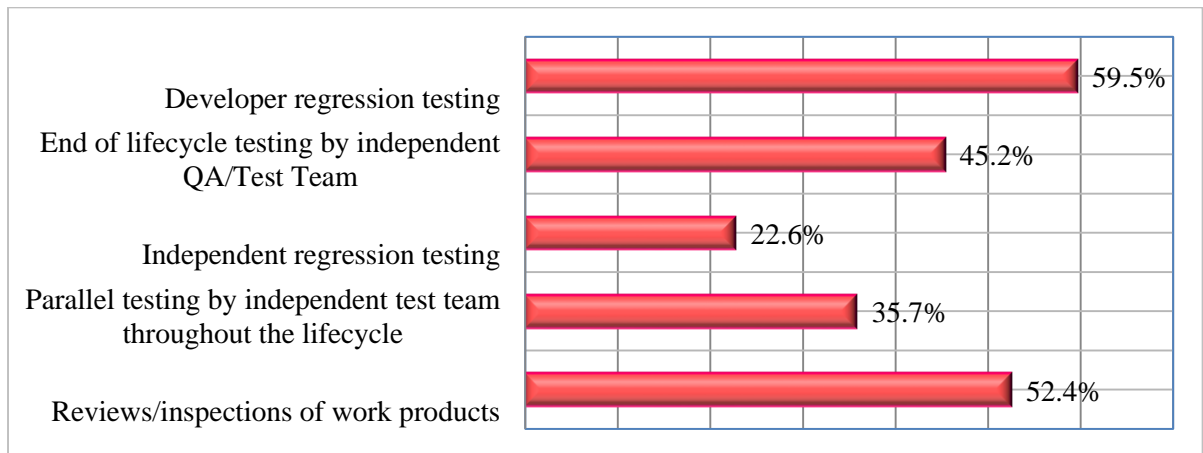 Developer regression testing
59.5%
End of lifecycle testing by independent
QA/Test Team
45.2%
Independent regression testing
22.6%
Parallel testing by independent test team
throughout the lifecycle
35.7%
Reviews/inspections of work products
52.4%